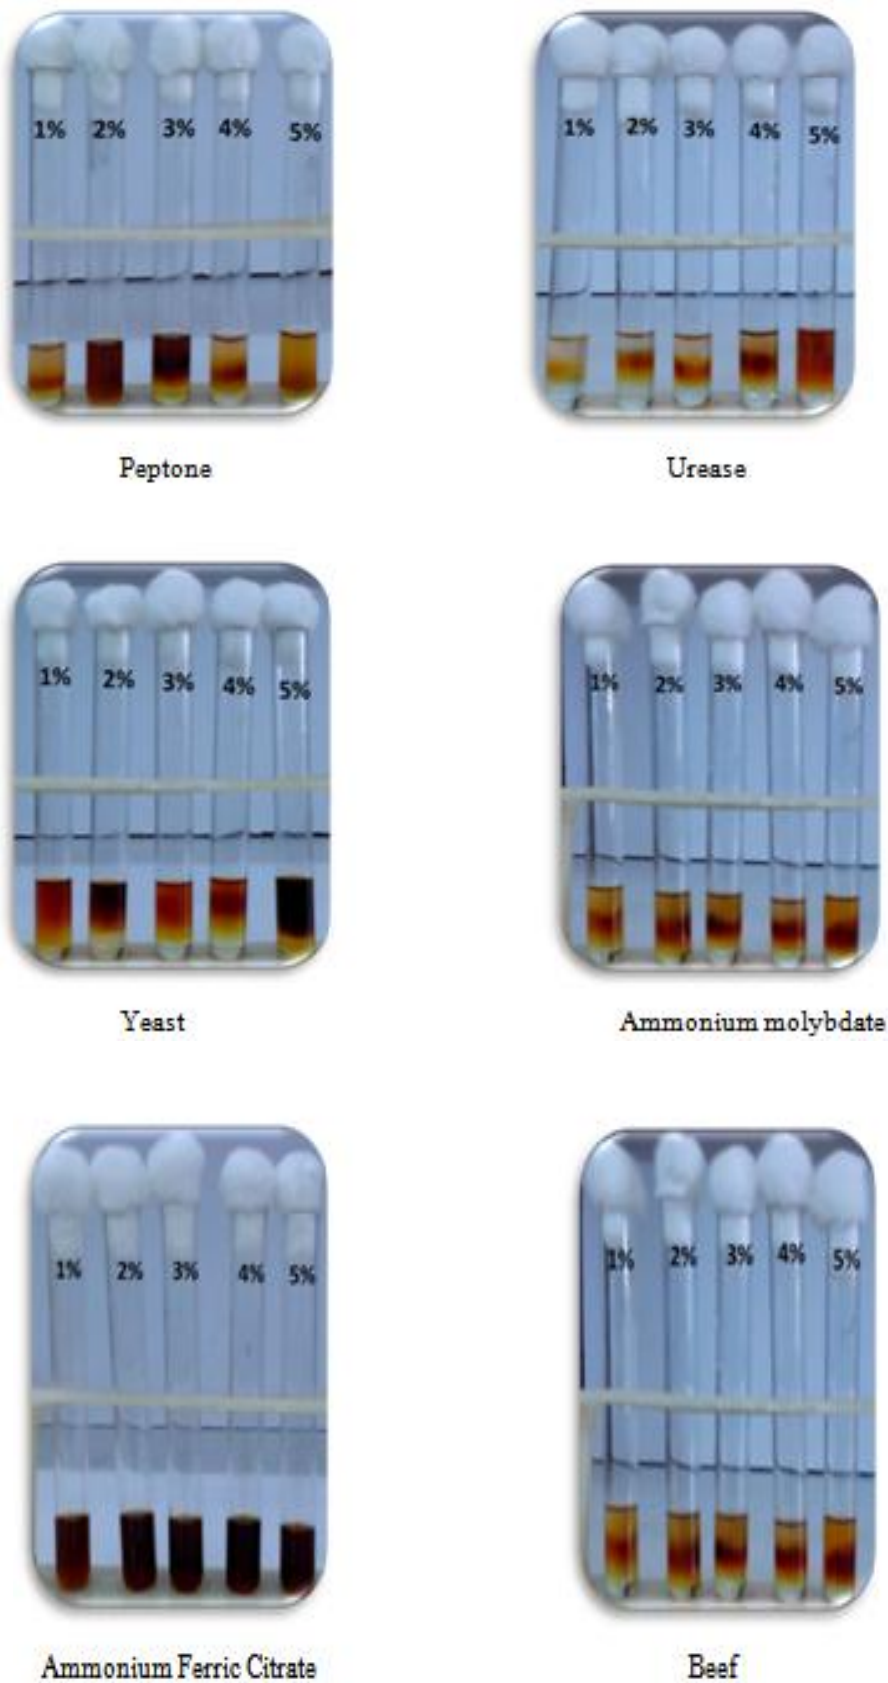 1% 2% 3% 4% 5%
1% 2% 3% 4% 5%
Peptone
Urease
1% 2% 3% 4% 5%
1% 2% 3% 4% 5%
Yeast
Ammonium molybdate
1% 2% 3% 4% 5%
1% 2% 3% 4% 5%
Ammonium Ferric Citrate
Beef